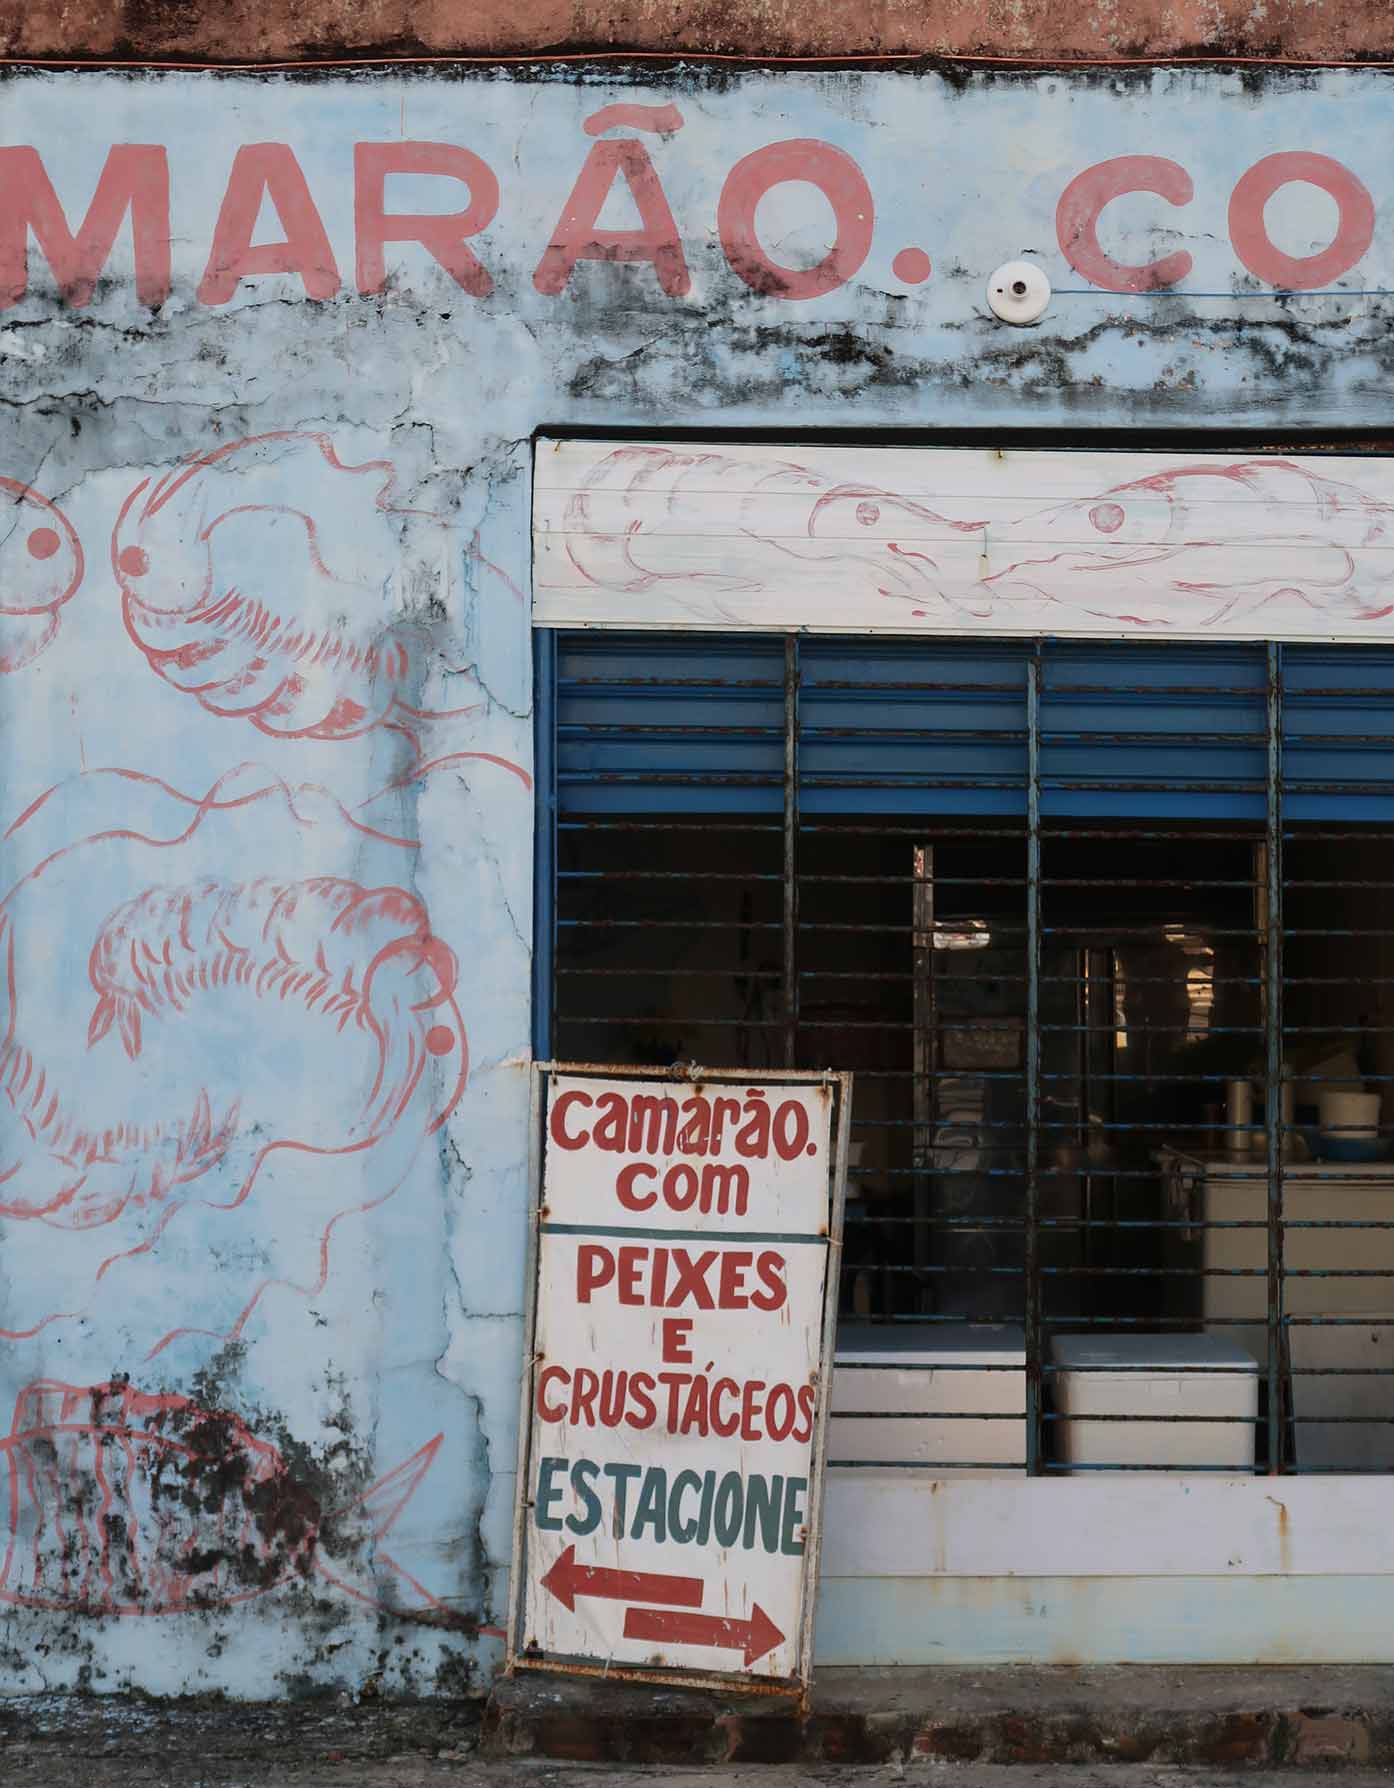 MARÃO. CO
Camarão.
com
PEIXES
E
CRUSTÁCEOS
ESTACIONE